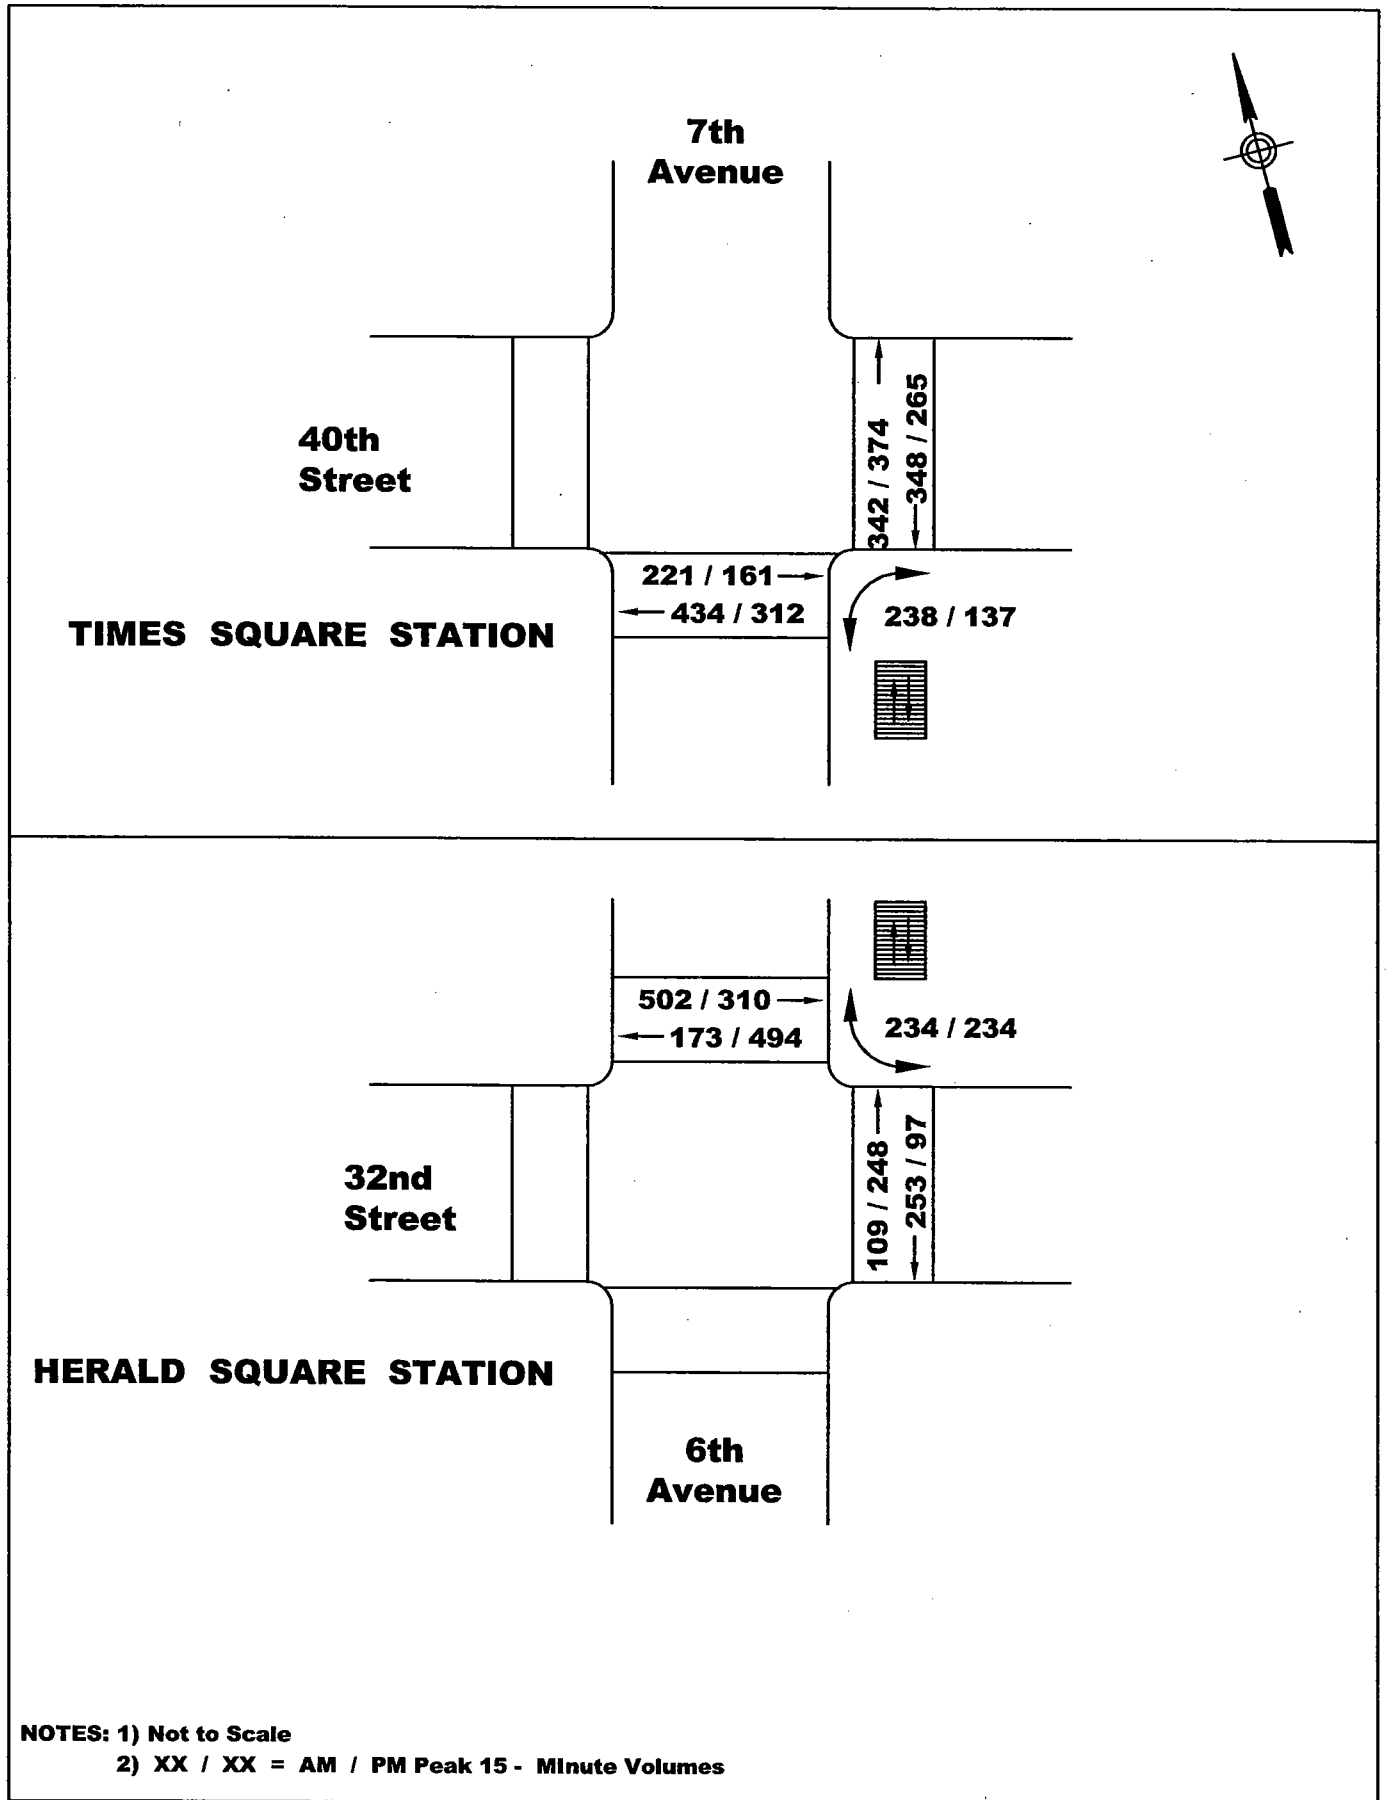 7th
Avenue
40th
Street
342 / 374
348 / 265
221 / 161
434 / 312
238 / 137
TIMES SQUARE STATION
502 / 310
173 / 494
234 / 234
109 / 248
253 / 97
32nd
Street
HERALD SQUARE STATION
6th
Avenue
NOTES: 1) Not to Scale
2) XX / XX = AM / PM Peak 15 - Minute Volumes